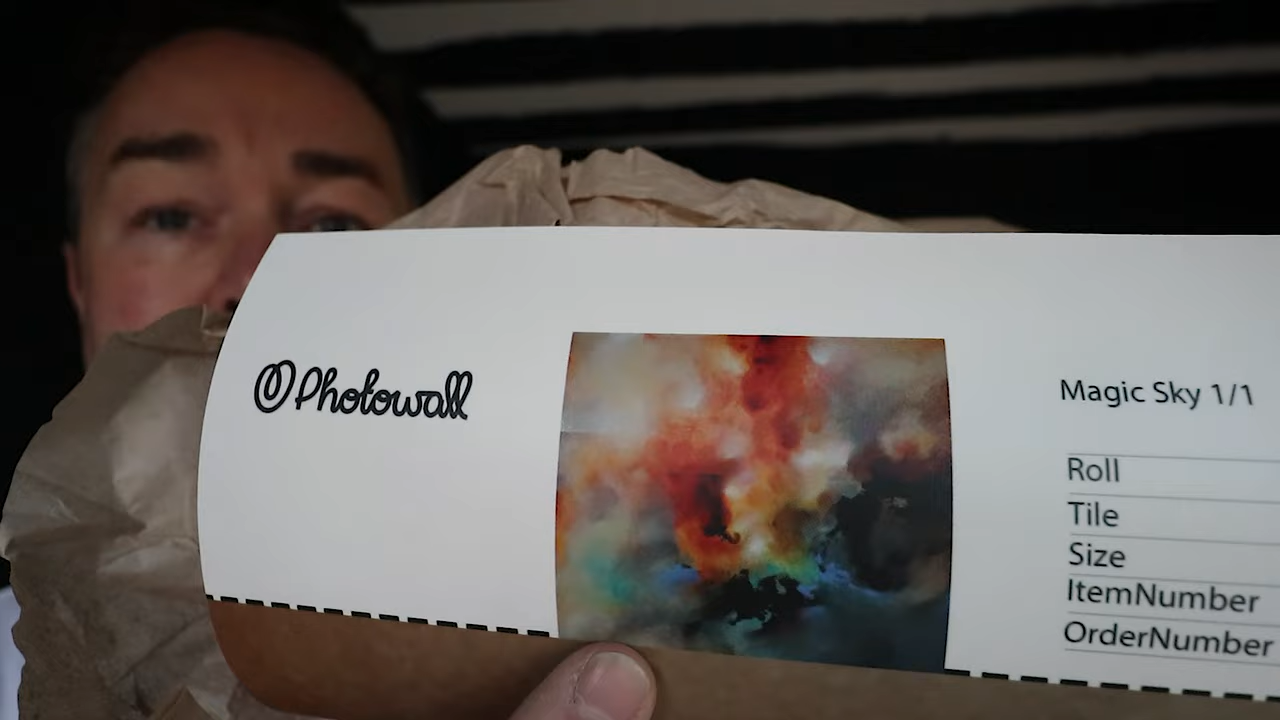 Photowall
Magic Sky 1/1
Roll
Tile
Size
ItemNumber
OrderNumber